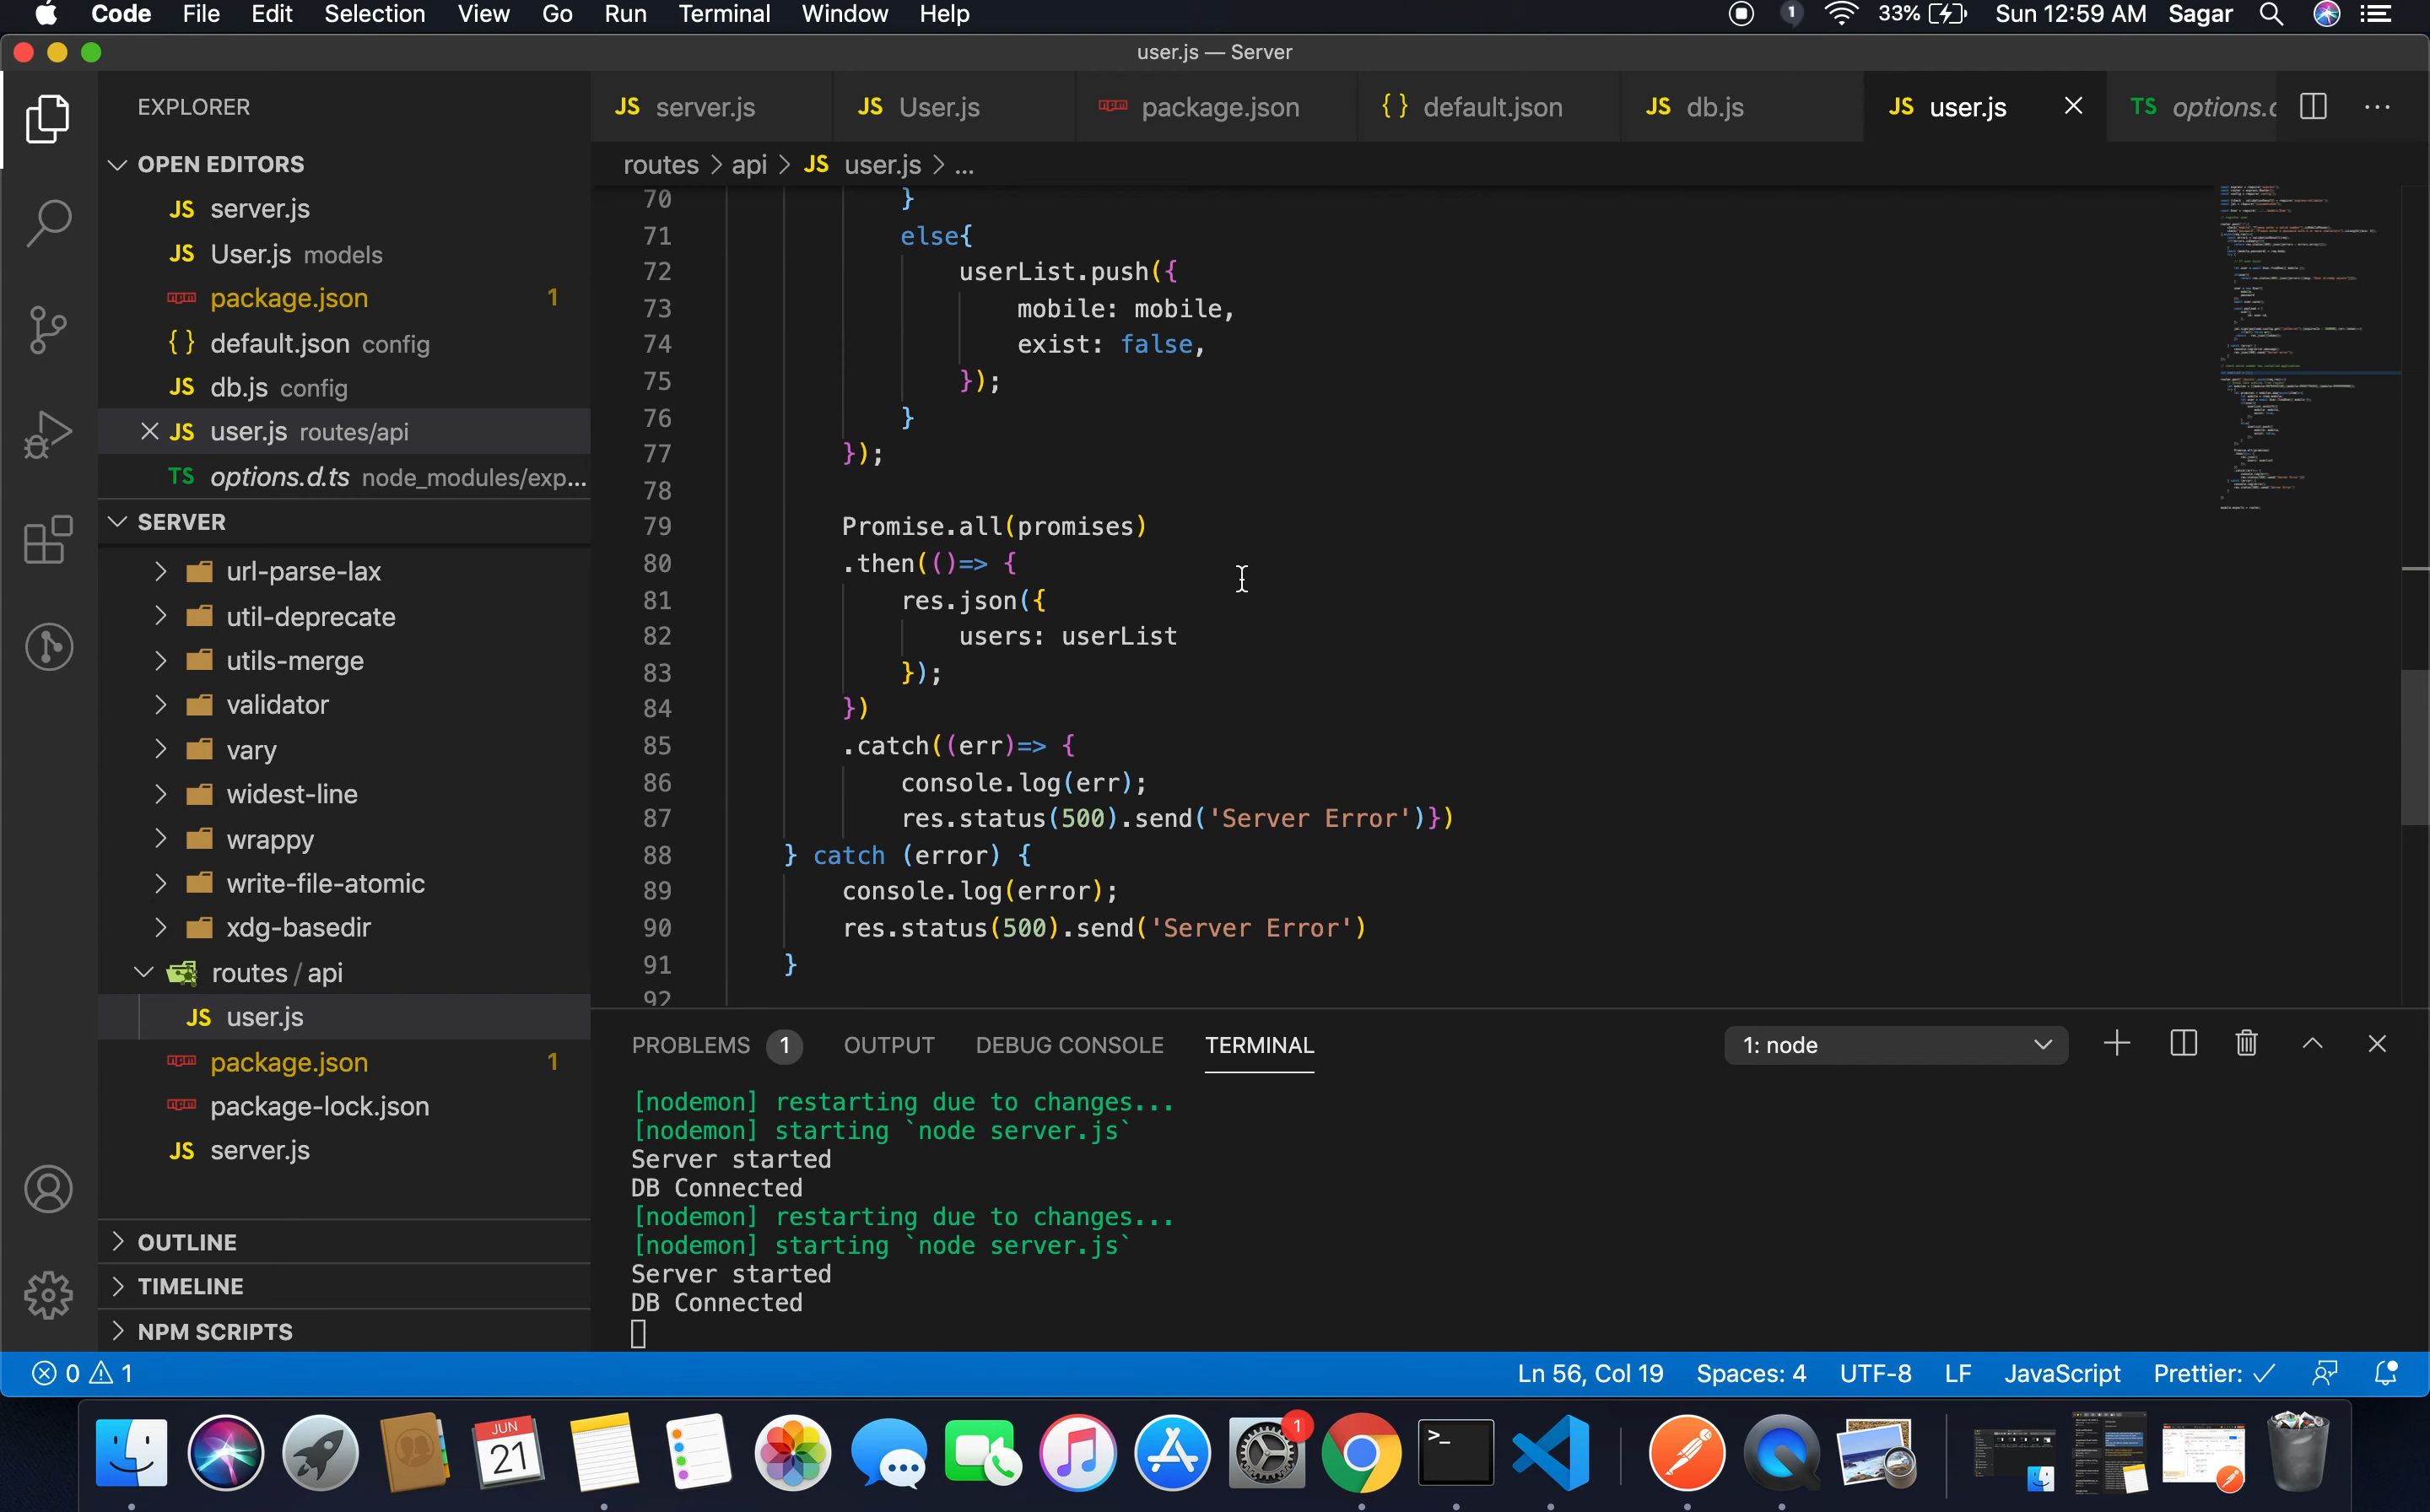 Code File Edit Selection View Go Run Terminal Window Help 1 33% Sun 12:59 AM Sagar
user.js — Server
EXPLORER
OPEN EDITORS
JS server.js
JS User.js models
package.json 1
{ } default.json config
JS db.js config
JS user.js routes/api
TS options.d.ts node_modules/exp...
SERVER
url-parse-lax
util-deprecate
utils-merge
validator
vary
widest-line
wrappy
write-file-atomic
xdg-basedir
routes / api
JS user.js
package.json 1
package-lock.json
JS server.js
OUTLINE
TIMELINE
NPM SCRIPTS
JS server.js JS User.js package.json { } default.json JS db.js JS user.js TS options.c
routes > api > JS user.js > ...
70 }
71 else{
72 userList.push({
73 mobile: mobile,
74 exist: false,
75 });
76 }
77 });
78
79 Promise.all(promises)
80 .then(()=> {
81 res.json({
82 users: userList
83 });
84 })
85 .catch((err)=> {
86 console.log(err);
87 res.status(500).send('Server Error')})
88 } catch (error) {
89 console.log(error);
90 res.status(500).send('Server Error')
91 }
92
PROBLEMS 1 OUTPUT DEBUG CONSOLE TERMINAL 1: node
[nodemon] restarting due to changes...
[nodemon] starting `node server.js`
Server started
DB Connected
[nodemon] restarting due to changes...
[nodemon] starting `node server.js`
Server started
DB Connected
0 1 Ln 56, Col 19 Spaces: 4 UTF-8 LF JavaScript Prettier: ✓
JUN
21
1
>_